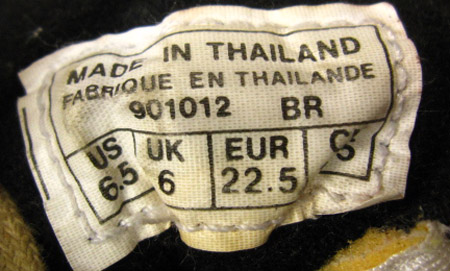 MADE IN THAILAND
FABRIQUE EN THAILANDE
901012 BR
US UK EUR
6.5 6 22.5